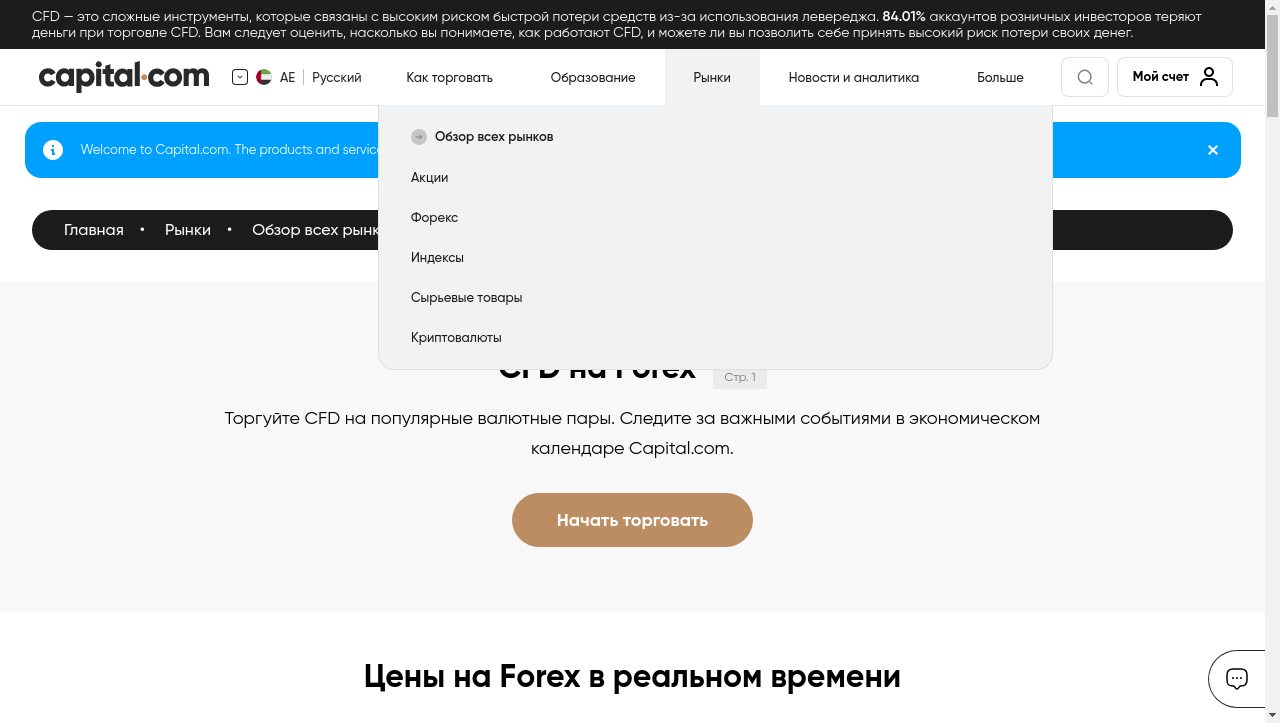 CFD — это сложные инструменты, которые связаны с высоким риском быстрой потери средств из-за использования левереджа. 84.01% аккаунтов розничных инвесторов теряют
деньги при торговле CFD. Вам следует оценить, насколько вы понимаете, как работают CFD, и можете ли вы позволить себе принять высокий риск потери своих денег.
capital.com AE Русский Как торговать Образование Рынки Новости и аналитика Больше Мой счет
Обзор всех рынков
Welcome to Capital.com. The products and service
Акции
Форекс
Главная • Рынки • Обзор всех рынк
Индексы
Сырьевые товары
Криптовалюты
CFD на Forex Стр. 1
Торгуйте CFD на популярные валютные пары. Следите за важными событиями в экономическом
календаре Capital.com.
Начать торговать
Цены на Forex в реальном времени